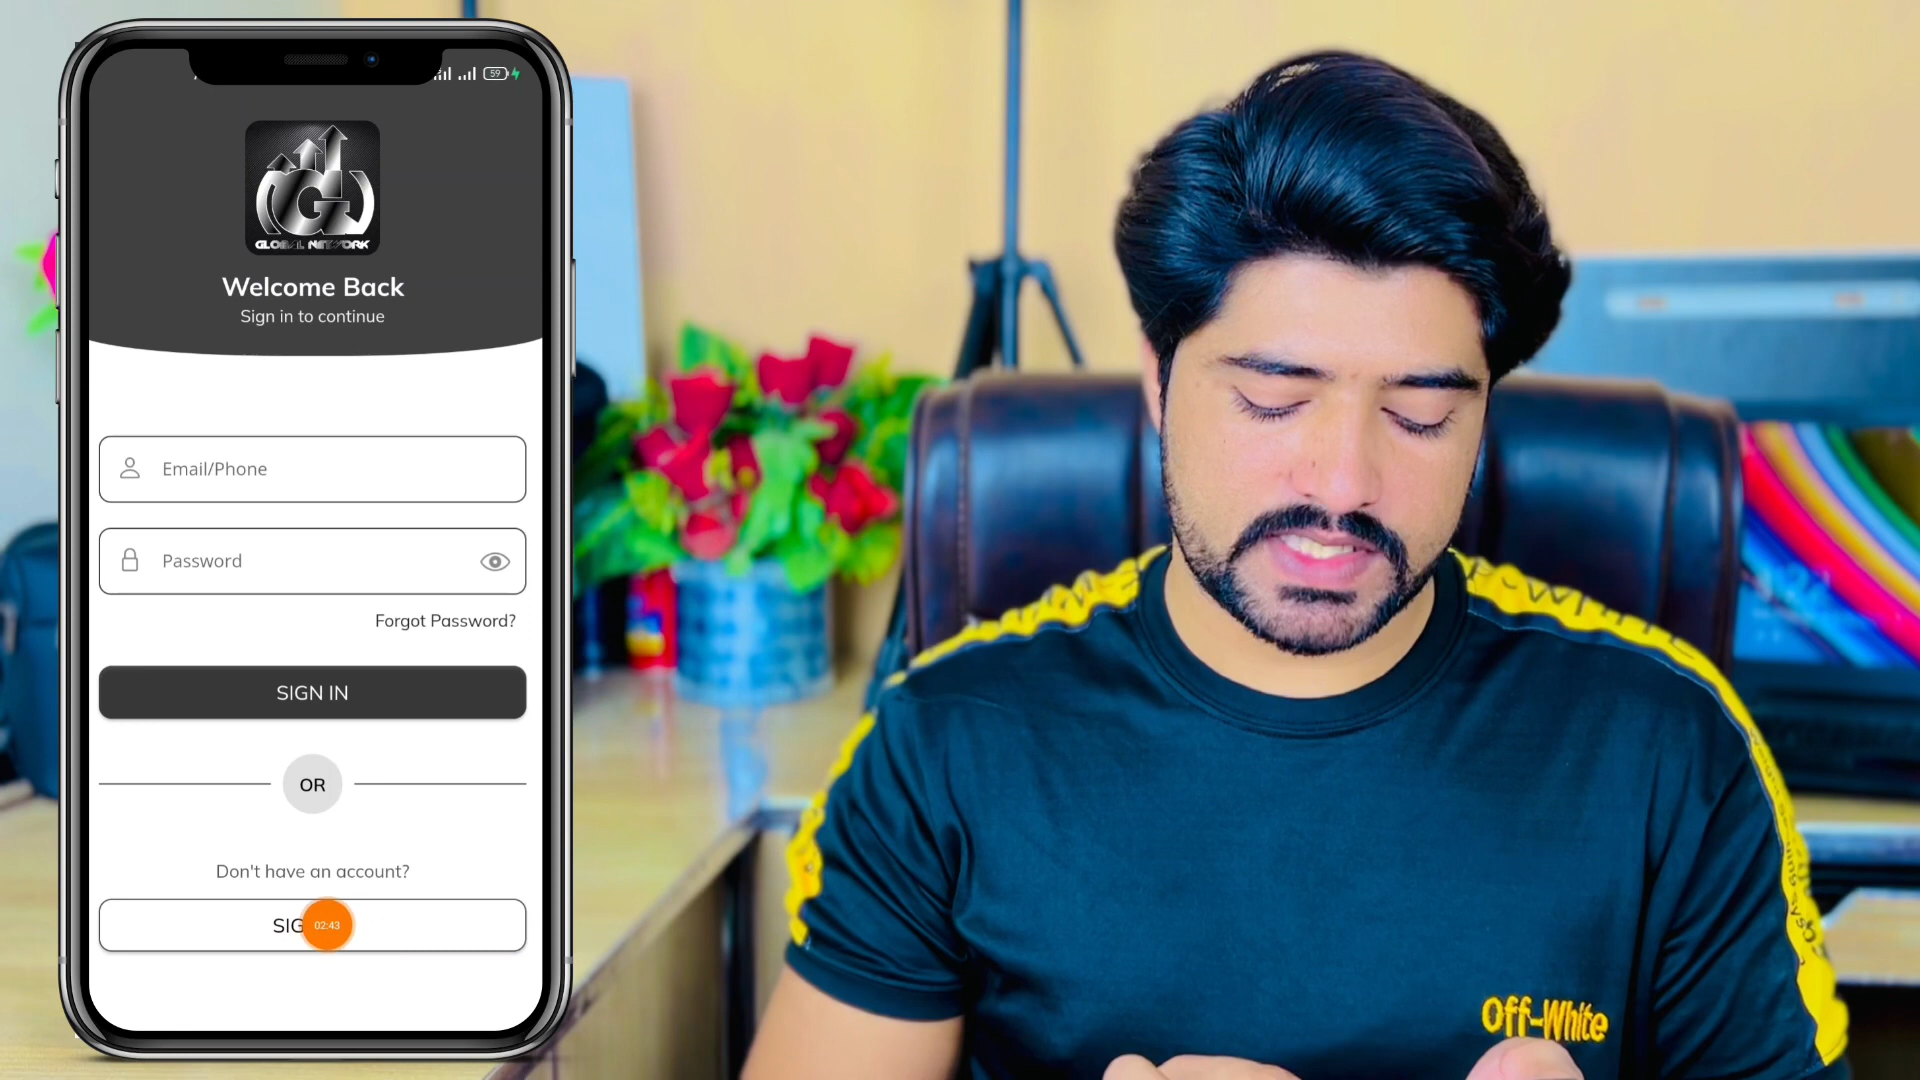 59
GLOBAL NETWORK
Welcome Back
Sign in to continue
Email/Phone
Password
Forgot Password?
SIGN IN
OR
Don't have an account?
SIG
02:43
Off-White